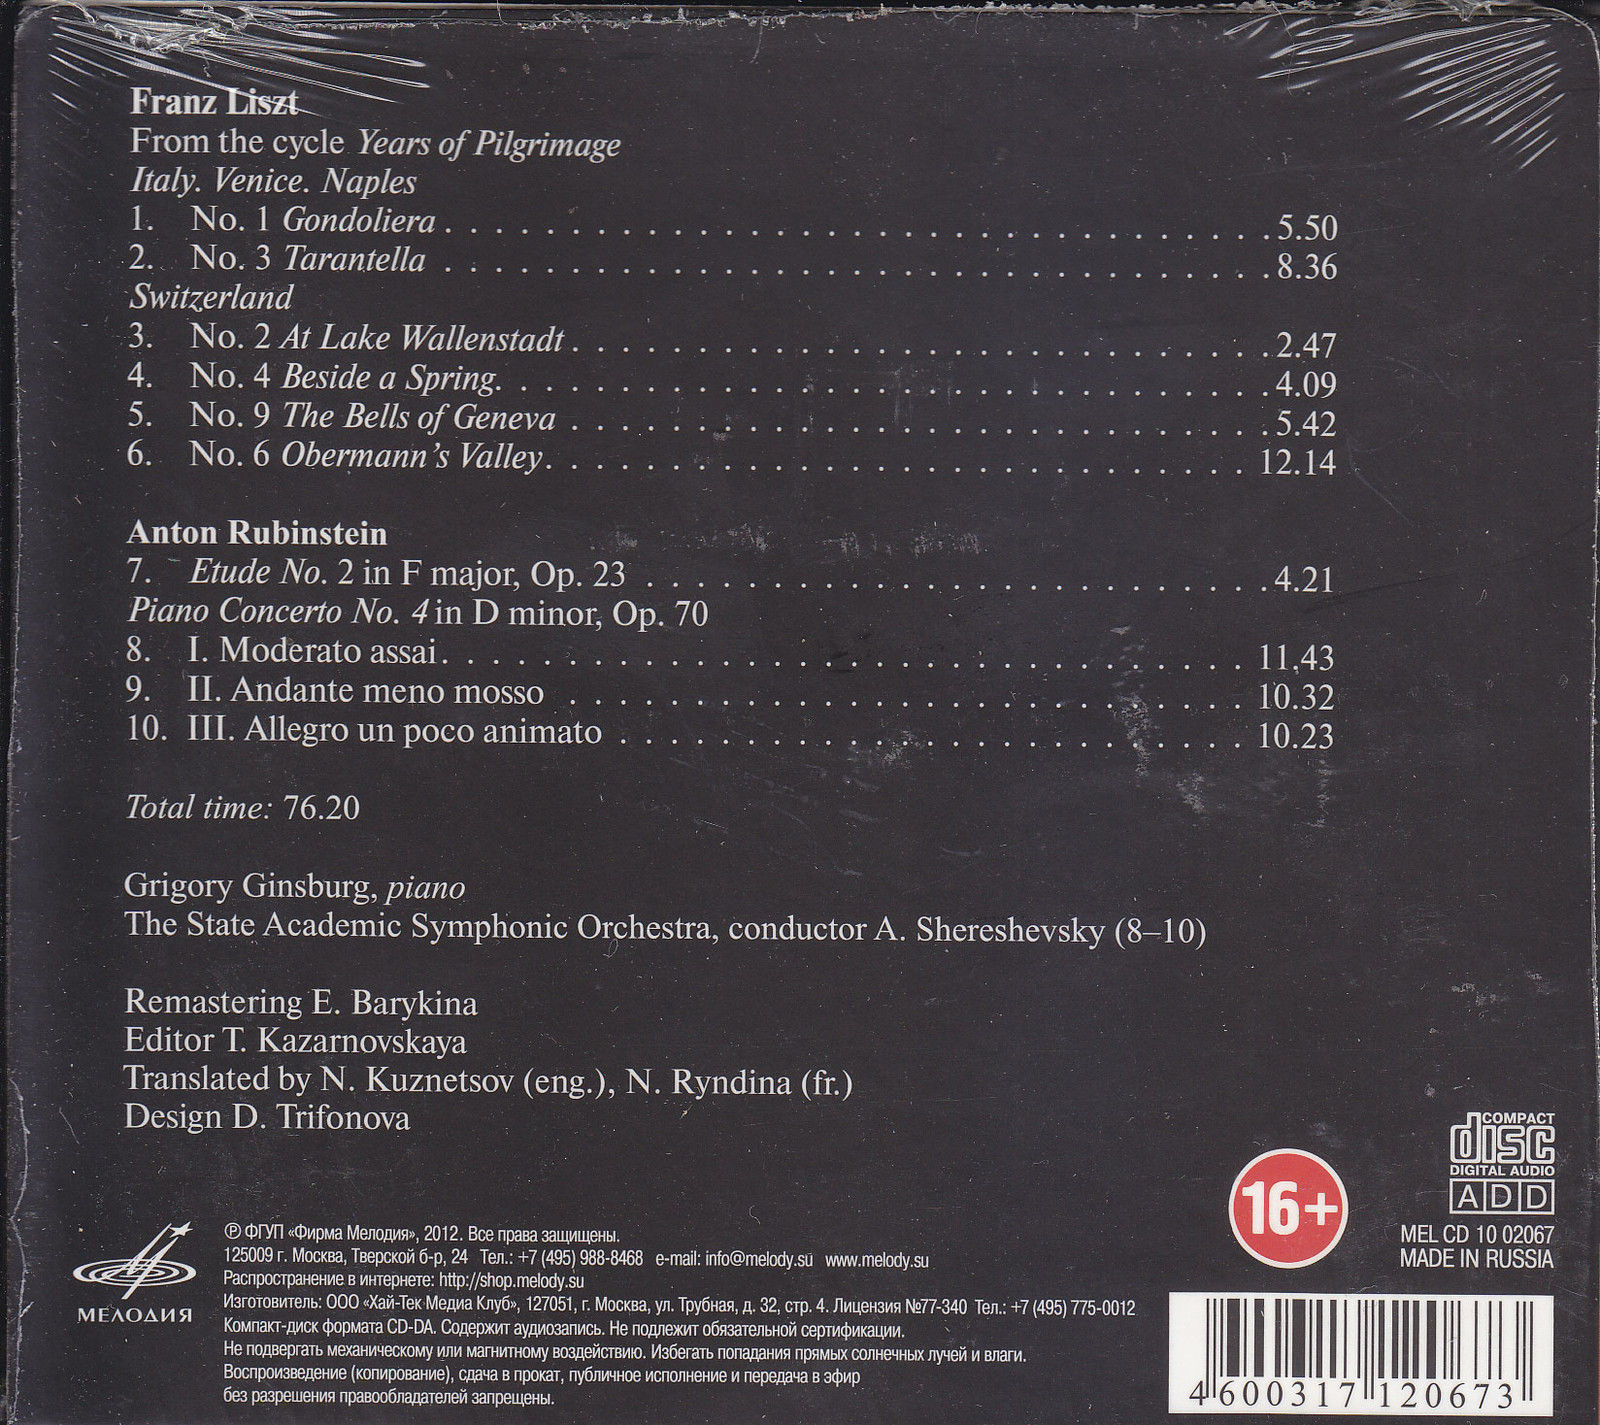 Franz Liszt
From the cycle Years of Pilgrimage
Italy. Venice. Naples
1. No. 1 Gondoliera . . . . . . . . . . . . . . . . . . . . . . . . . . . . . . . . . . 5.50
2. No. 3 Tarantella . . . . . . . . . . . . . . . . . . . . . . . . . . . . . . . . . . 8.36
Switzerland
3. No. 2 At Lake Wallenstadt . . . . . . . . . . . . . . . . . . . . . . . . . . . . . 2.47
4. No. 4 Beside a Spring. . . . . . . . . . . . . . . . . . . . . . . . . . . . . . . . 4.09
5. No. 9 The Bells of Geneva . . . . . . . . . . . . . . . . . . . . . . . . . . . . . 5.42
6. No. 6 Obermann's Valley. . . . . . . . . . . . . . . . . . . . . . . . . . . . . 12.14
Anton Rubinstein
7. Etude No. 2 in F major, Op. 23 . . . . . . . . . . . . . . . . . . . . . . . . . . 4.21
Piano Concerto No. 4 in D minor, Op. 70
8. I. Moderato assai. . . . . . . . . . . . . . . . . . . . . . . . . . . . . . . . . 11.43
9. II. Andante meno mosso . . . . . . . . . . . . . . . . . . . . . . . . . . . . 10.32
10. III. Allegro un poco animato . . . . . . . . . . . . . . . . . . . . . . . . . . 10.23
Total time: 76.20
Grigory Ginsburg, piano
The State Academic Symphonic Orchestra, conductor A. Shereshevsky (8–10)
Remastering E. Barykina
Editor T. Kazarnovskaya
Translated by N. Kuznetsov (eng.), N. Ryndina (fr.)
Design D. Trifonova
МЕЛОДИЯ
℗ ФГУП «Фирма Мелодия», 2012. Все права защищены.
125009 г. Москва, Тверской б-р, 24 Тел.: +7 (495) 988-8468 e-mail: info@melody.su www.melody.su
Распространение в интернете: http://shop.melody.su
Изготовитель: ООО «Хай-Тек Медиа Клуб», 127051, г. Москва, ул. Трубная, д. 32, стр. 4. Лицензия №77-340 Тел.: +7 (495) 775-0012
Компакт-диск формата CD-DA. Содержит аудиозапись. Не подлежит обязательной сертификации.
Не подвергать механическому или магнитному воздействию. Избегать попадания прямых солнечных лучей и влаги.
Воспроизведение (копирование), сдача в прокат, публичное исполнение и передача в эфир
без разрешения правообладателей запрещены.
16+
COMPACT
disc
DIGITAL AUDIO
ADD
MEL CD 10 02067
MADE IN RUSSIA
4 600317 120673